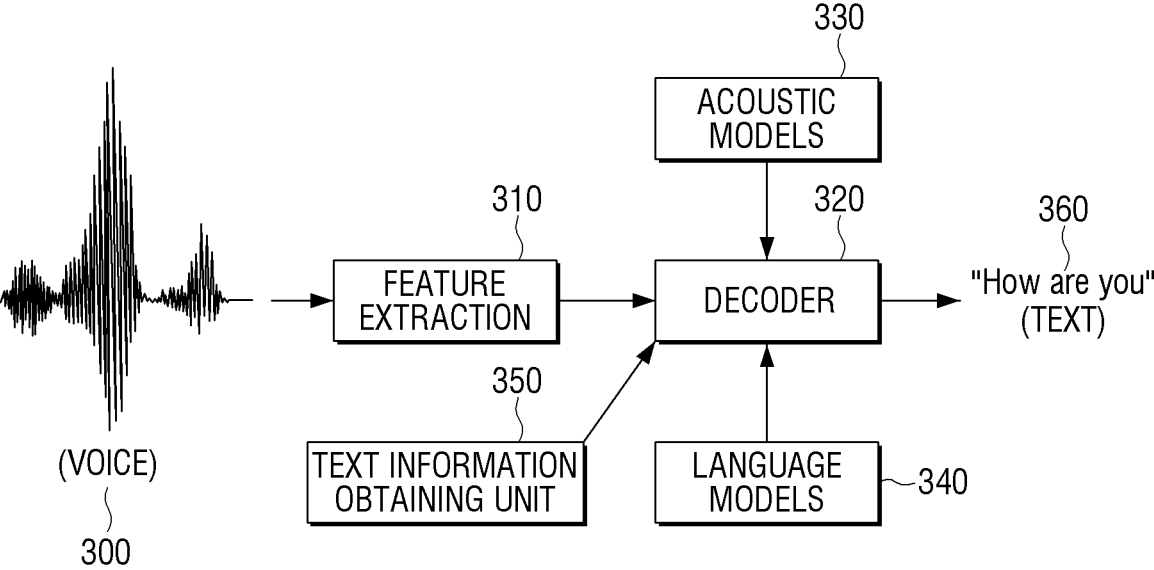 330
ACOUSTIC
MODELS
310
320
360
FEATURE
EXTRACTION
DECODER
"How are you"
(TEXT)
350
(VOICE)
300
TEXT INFORMATION
OBTAINING UNIT
LANGUAGE
MODELS
340